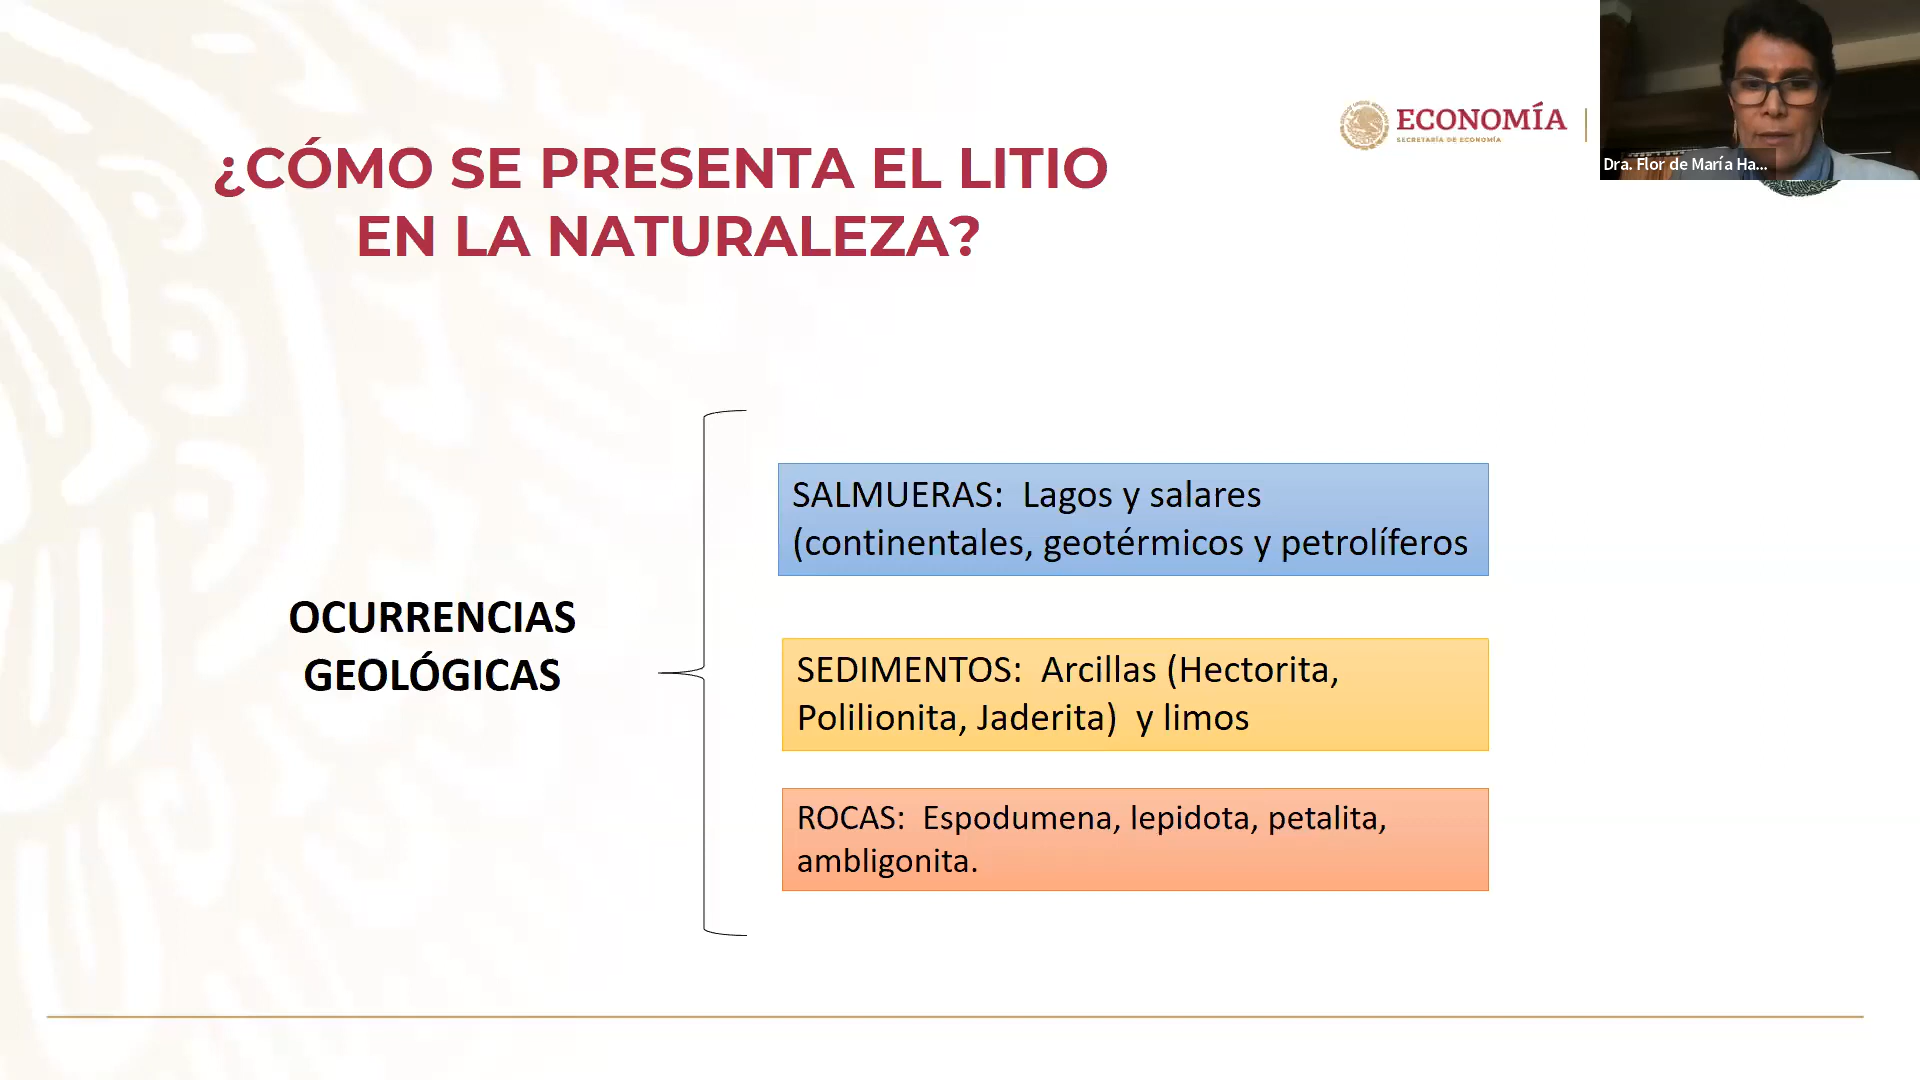 ¿CÓMO SE PRESENTA EL LITIO
EN LA NATURALEZA?
ECONOMÍA
SECRETARÍA DE ECONOMÍA
Dra. Flor de María Ha...
OCURRENCIAS
GEOLÓGICAS
SALMUERAS: Lagos y salares
(continentales, geotérmicos y petrolíferos
SEDIMENTOS: Arcillas (Hectorita,
Polilionita, Jaderita) y limos
ROCAS: Espodumena, lepidota, petalita,
ambligonita.